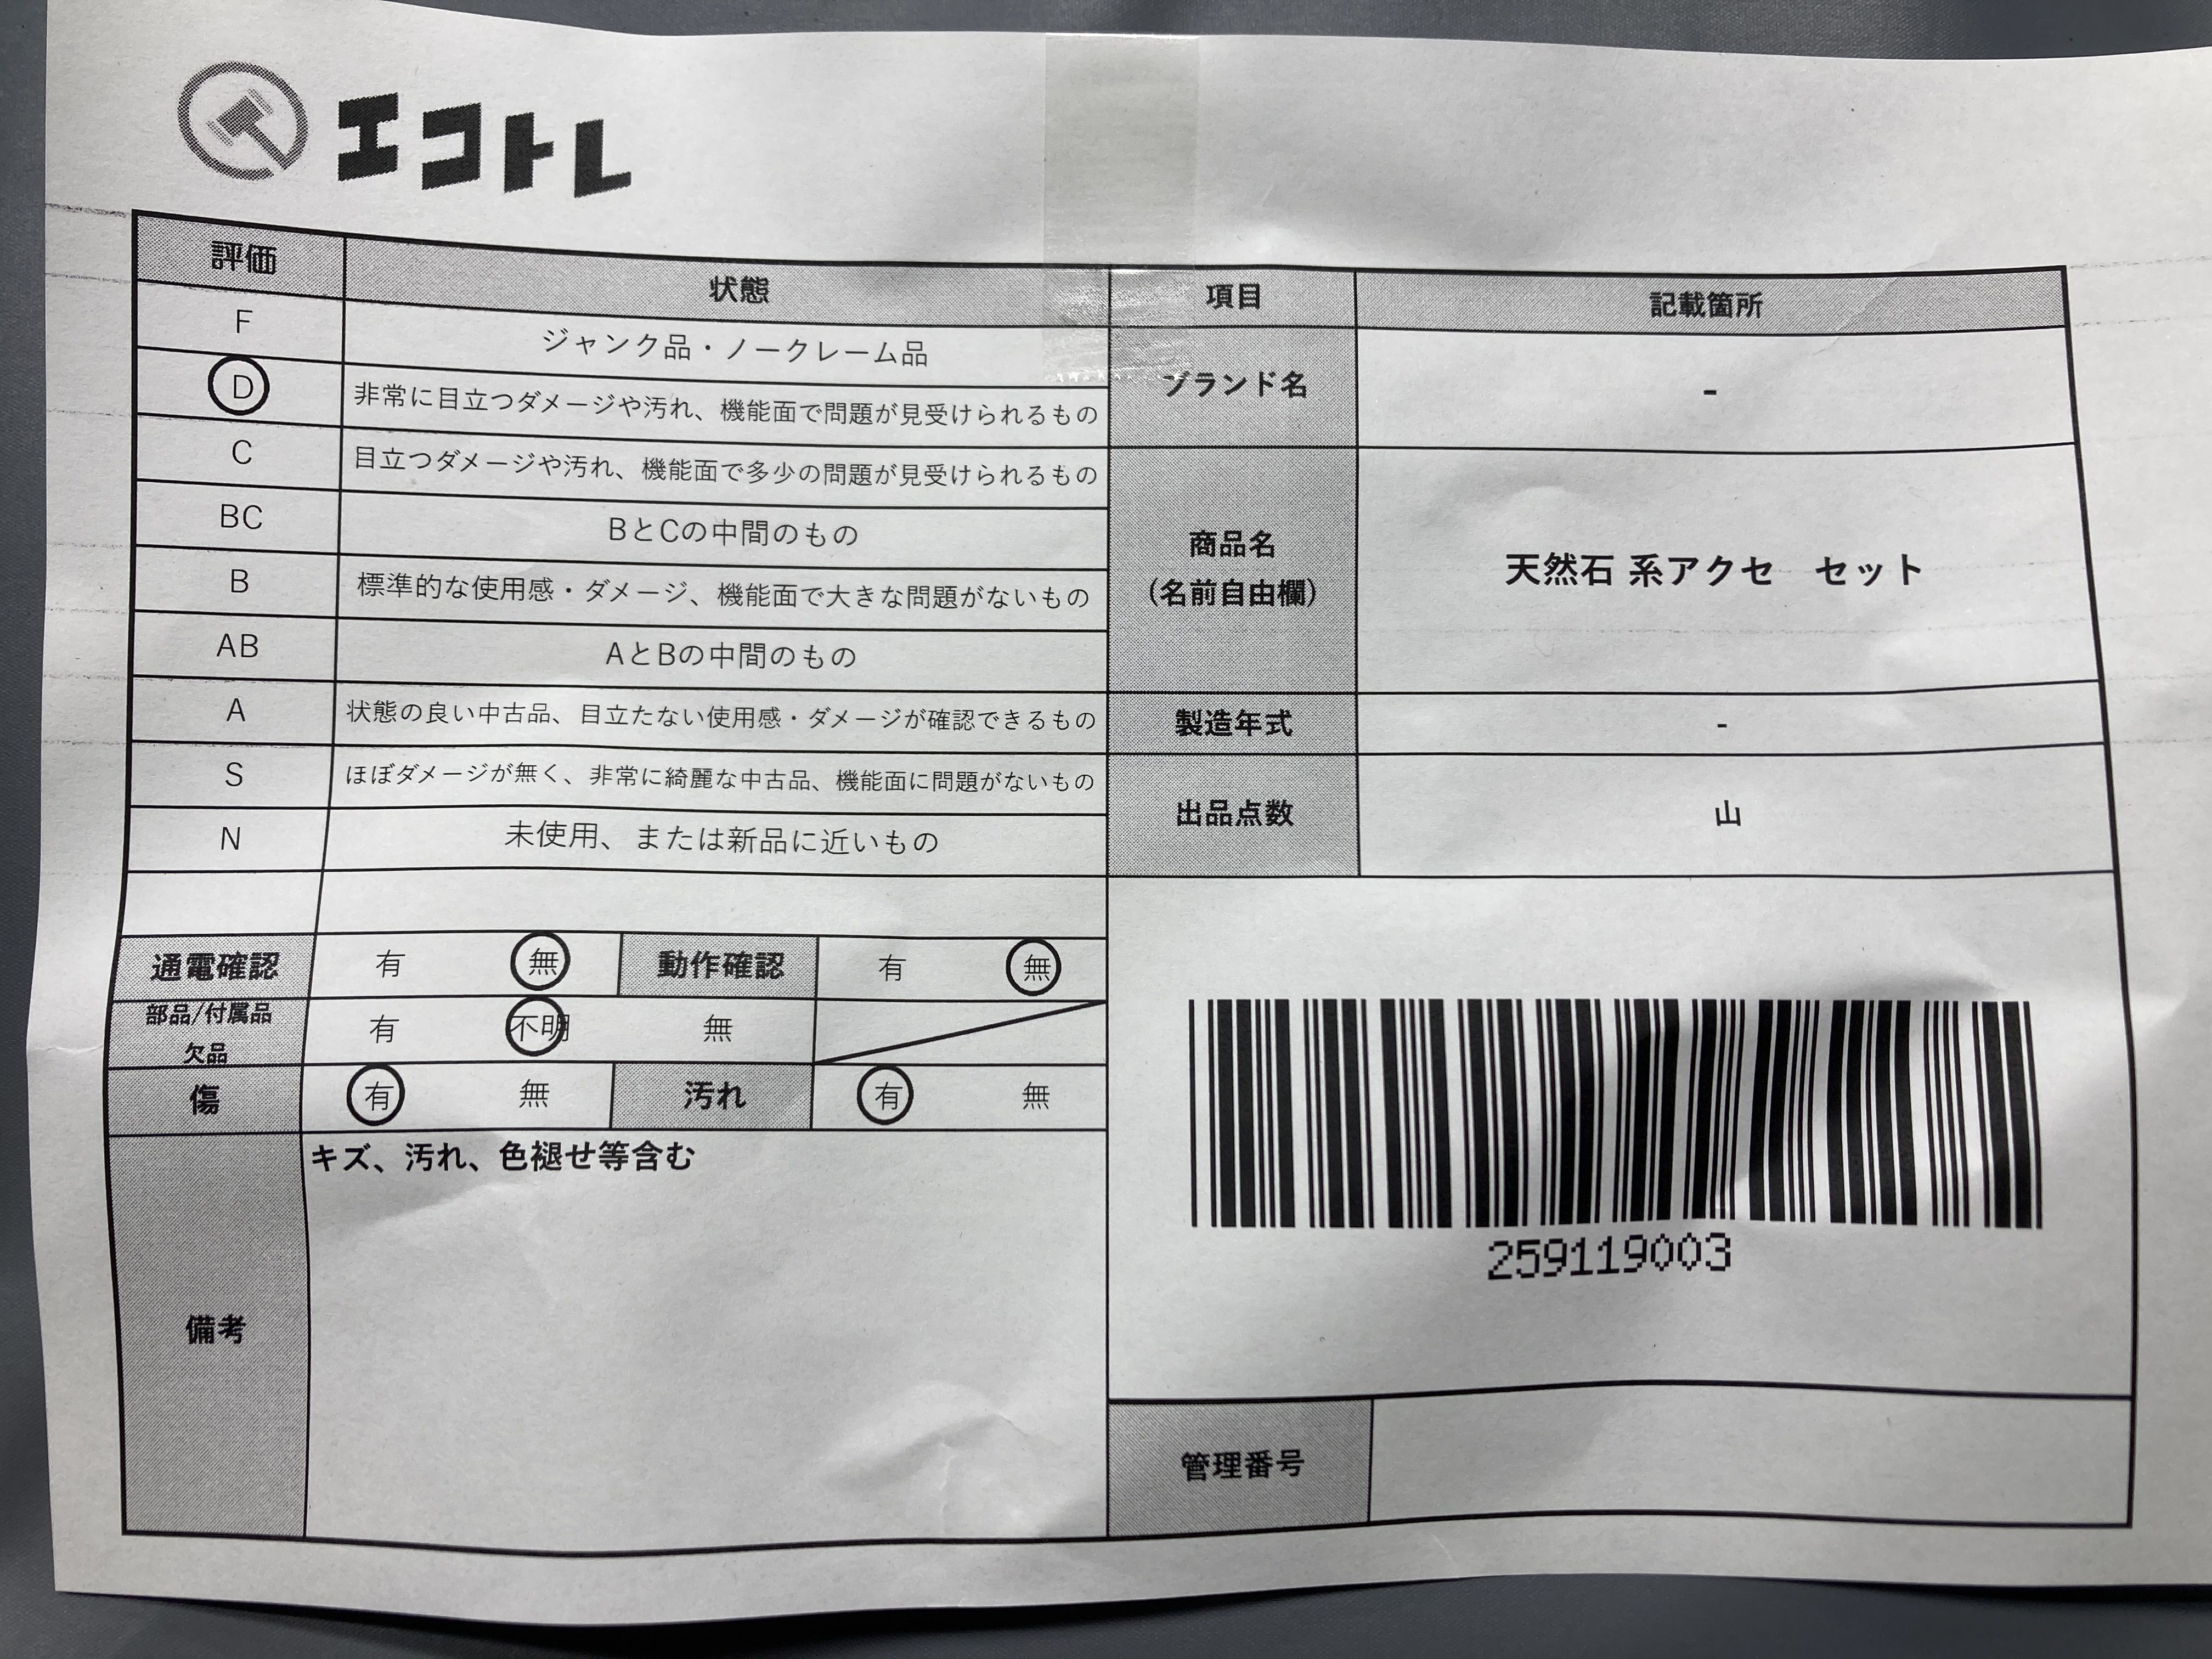 エコトレ
評価 状態
F ジャンク品・ノークレーム品
D 非常に目立つダメージや汚れ、機能面で問題が見受けられるもの
C 目立つダメージや汚れ、機能面で多少の問題が見受けられるもの
BC BとCの中間のもの
B 標準的な使用感・ダメージ、機能面で大きな問題がないもの
AB AとBの中間のもの
A 状態の良い中古品、目立たない使用感・ダメージが確認できるもの
S ほぼダメージが無く、非常に綺麗な中古品、機能面に問題がないもの
N 未使用、または新品に近いもの
通電確認 有 無 動作確認 有 無
部品/付属品
欠品 有 不明 無
傷 有 無 汚れ 有 無
備考 キズ、汚れ、色褪せ等含む
項目 記載箇所
ブランド名 -
商品名
(名前自由欄) 天然石 系アクセ　セット
製造年式 -
出品点数 山
259119003
管理番号